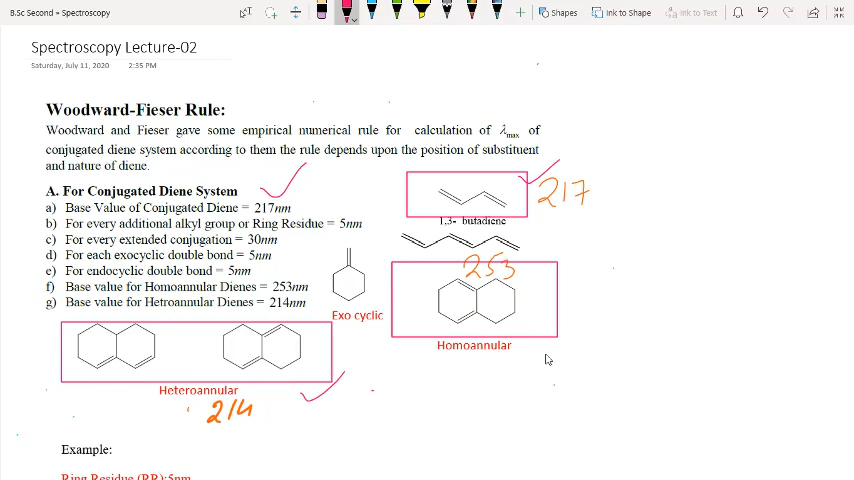 B.Sc Second » Spectroscopy
Shapes
Ink to Shape
Ink to Text
Spectroscopy Lecture-02
Saturday, July 11, 2020 2:35 PM
Woodward-Fieser Rule:
Woodward and Fieser gave some empirical numerical rule for calculation of λmax of
conjugated diene system according to them the rule depends upon the position of substituent
and nature of diene.
A. For Conjugated Diene System
a) Base Value of Conjugated Diene = 217nm
b) For every additional alkyl group or Ring Residue = 5nm
c) For every extended conjugation = 30nm
d) For each exocyclic double bond = 5nm
e) For endocyclic double bond = 5nm
f) Base value for Homoannular Dienes = 253nm
g) Base value for Hetroannular Dienes = 214nm
217
1,3- butadiene
253
Exo cyclic
Homoannular
Heteroannular
214
Example:
Ring Residue (RR):5nm